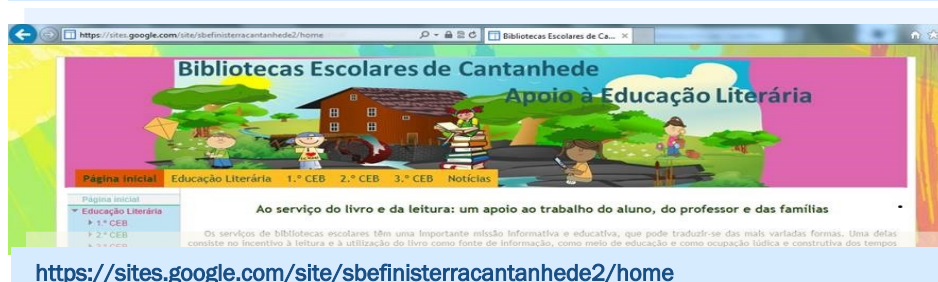 https://sites.google.com/site/sbefinisterracantanhede2/home
Bibliotecas Escolares de Ca...
Bibliotecas Escolares de Cantanhede
Apoio à Educação Literária
Página inicial Educação Literária 1.º CEB 2.º CEB 3.º CEB Notícias
Página inicial
Educação Literária
1.º CEB
2.º CEB
Ao serviço do livro e da leitura: um apoio ao trabalho do aluno, do professor e das famílias
Os serviços de bibliotecas escolares têm uma importante missão informativa e educativa, que pode traduzir-se das mais variadas formas. Uma delas
consiste no incentivo à leitura e à utilização do livro como fonte de informação, como meio de educação e como ocupação lúdica e construtiva dos tempos
https://sites.google.com/site/sbefinisterracantanhede2/home